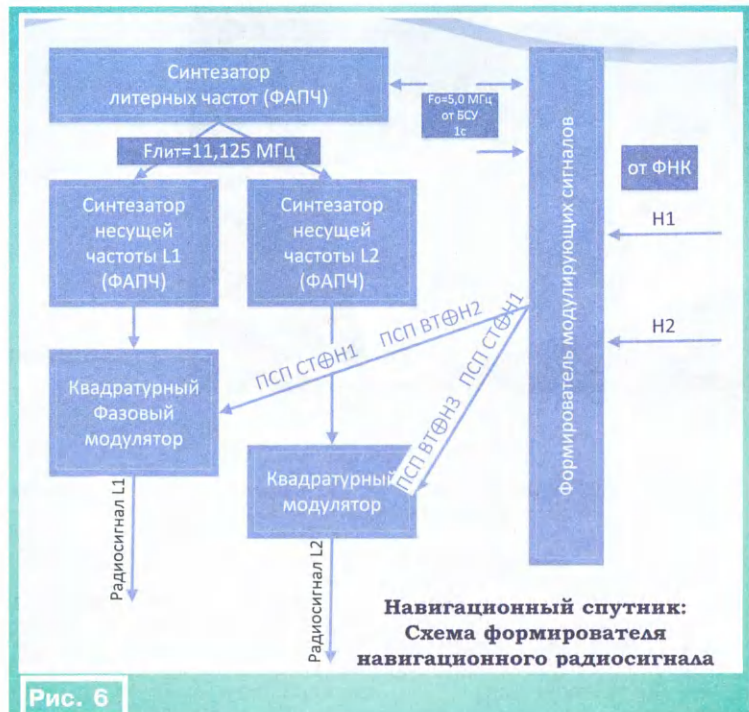 Синтезатор
литерных частот (ФАПЧ)
Fо=5,0 МГц
от БСУ
1с
Fлит=11,125 МГц
Синтезатор
несущей
частоты L1
(ФАПЧ)
Синтезатор
несущей
частоты L2
(ФАПЧ)
Формирователь модулирующих сигналов
от ФНК
Н1
Н2
ПСП СТ⊕Н1 ПСП ВТ⊕Н2
ПСП ВТ⊕Н3 ПСП СТ⊕Н1
Квадратурный
Фазовый
модулятор
Квадратурный
модулятор
Радиосигнал L1
Радиосигнал L2
Навигационный спутник:
Схема формирователя
навигационного радиосигнала
Рис. 6